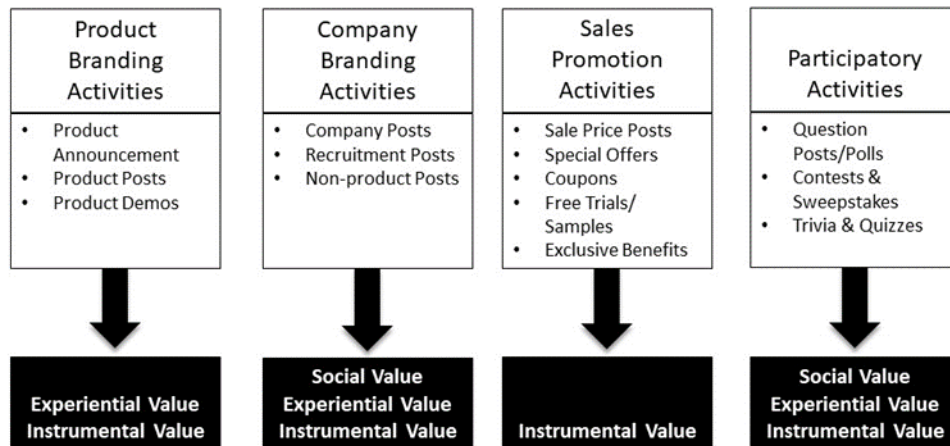 Product
Branding
Activities
• Product
Announcement
• Product Posts
• Product Demos
Experiential Value
Instrumental Value
Company
Branding
Activities
• Company Posts
• Recruitment Posts
• Non-product Posts
Social Value
Experiential Value
Instrumental Value
Sales
Promotion
Activities
• Sale Price Posts
• Special Offers
• Coupons
• Free Trials/
Samples
• Exclusive Benefits
Instrumental Value
Participatory
Activities
• Question
Posts/Polls
• Contests &
Sweepstakes
• Trivia & Quizzes
Social Value
Experiential Value
Instrumental Value